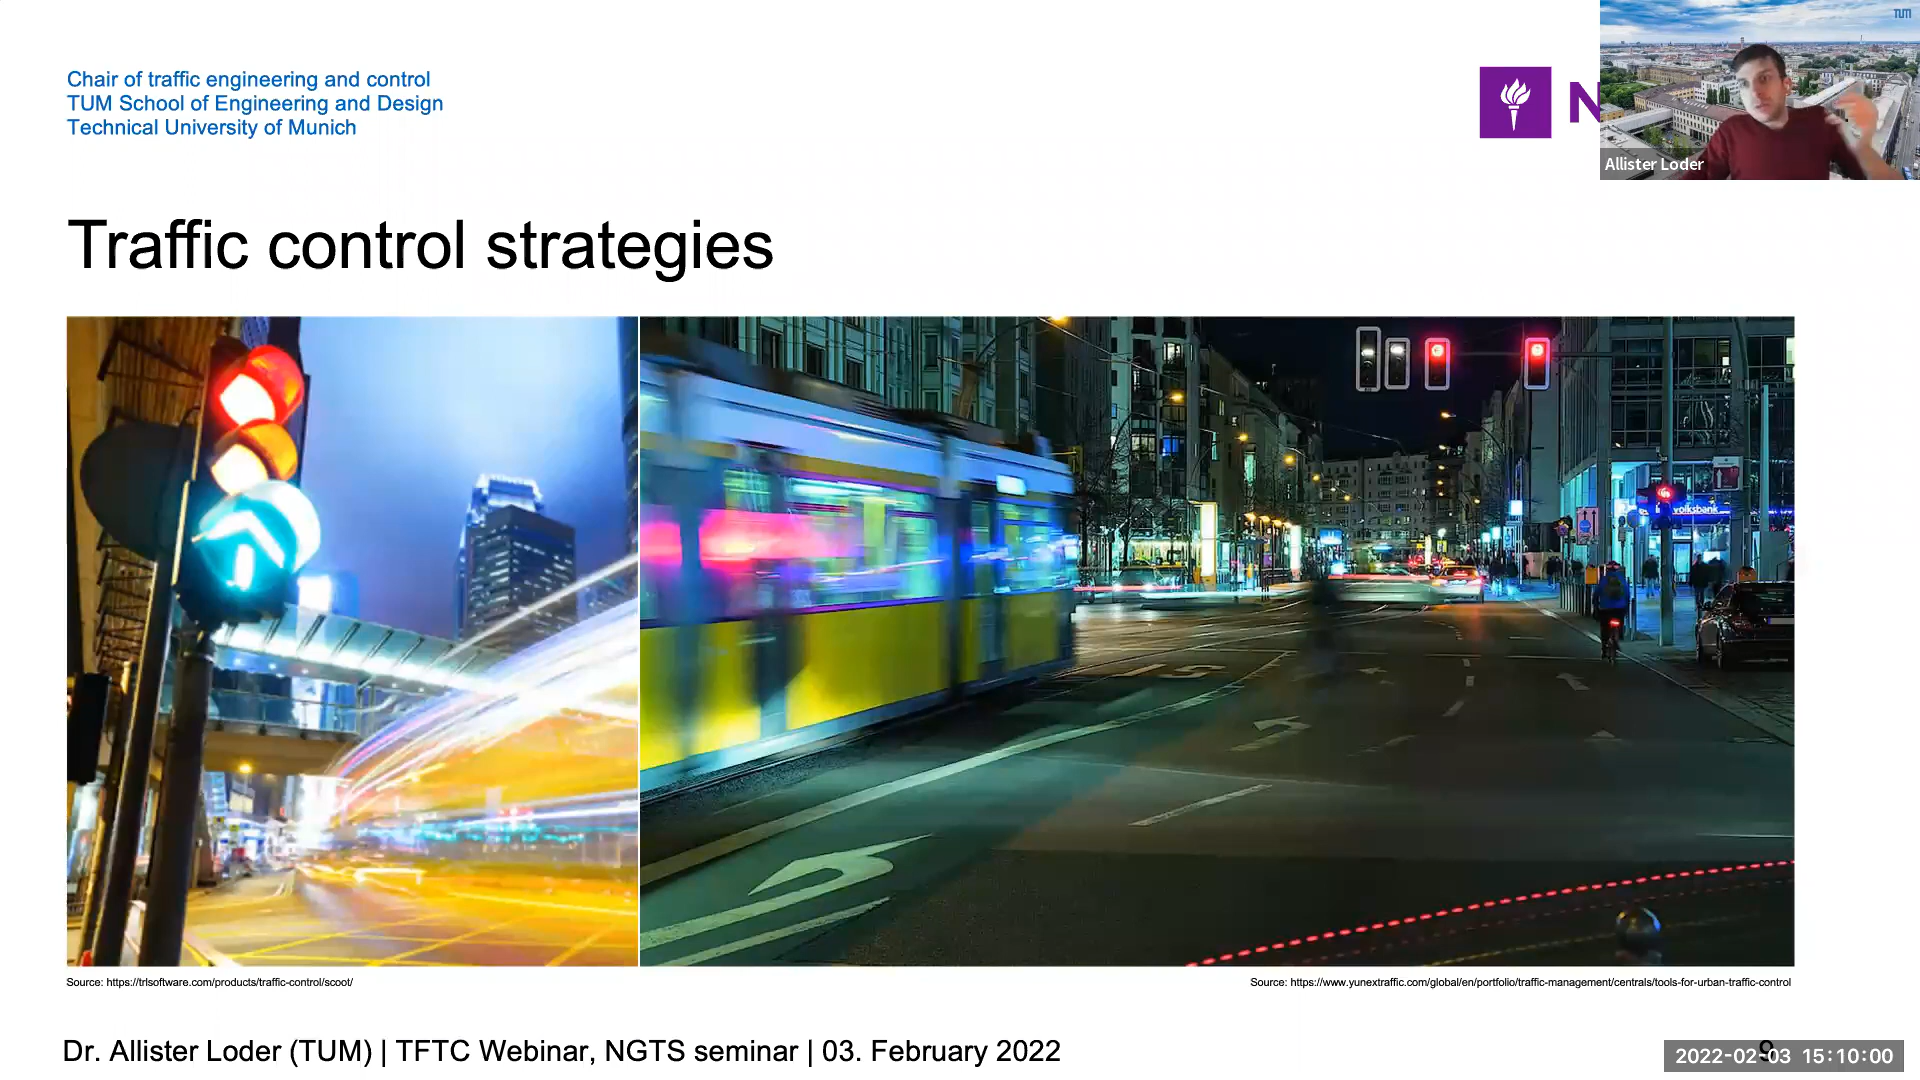 Chair of traffic engineering and control
TUM School of Engineering and Design
Technical University of Munich
N
TUM
Allister Loder
Traffic control strategies
volksbank
Source: https://trlsoftware.com/products/traffic-control/scoot/
Source: https://www.yunextraffic.com/global/en/portfolio/traffic-management/centrals/tools-for-urban-traffic-control
Dr. Allister Loder (TUM) | TFTC Webinar, NGTS seminar | 03. February 2022
9
2022-02-03 15:10:00